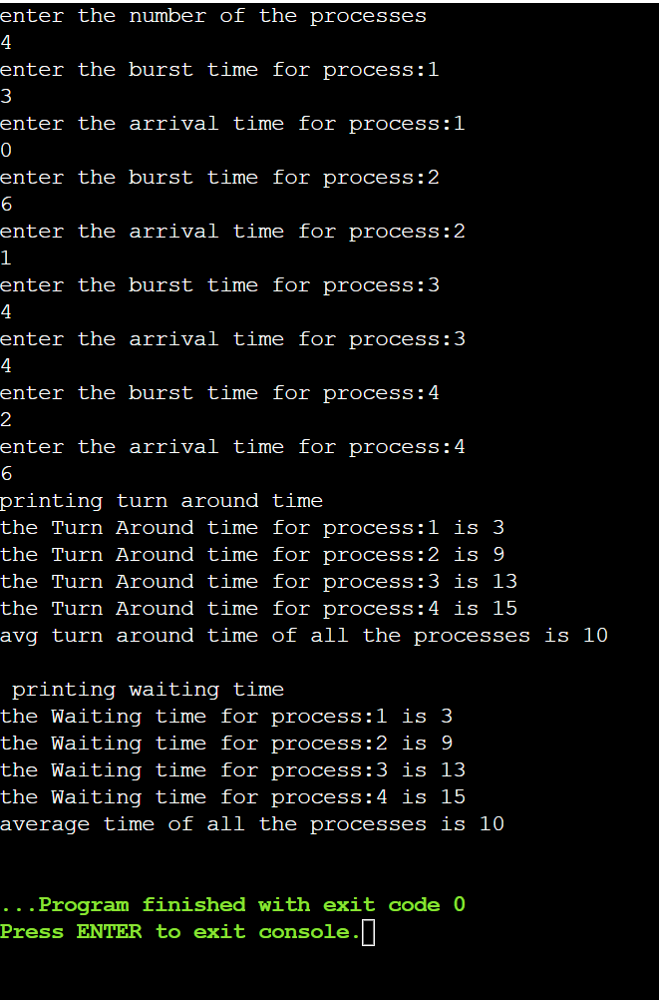 enter the number of the processes
4
enter the burst time for process:1
3
enter the arrival time for process:1
0
enter the burst time for process:2
6
enter the arrival time for process:2
1
enter the burst time for process:3
4
enter the arrival time for process:3
4
enter the burst time for process:4
2
enter the arrival time for process:4
6
printing turn around time
the Turn Around time for process:1 is 3
the Turn Around time for process:2 is 9
the Turn Around time for process:3 is 13
the Turn Around time for process:4 is 15
avg turn around time of all the processes is 10
printing waiting time
the Waiting time for process:1 is 3
the Waiting time for process:2 is 9
the Waiting time for process:3 is 13
the Waiting time for process:4 is 15
average time of all the processes is 10
...Program finished with exit code 0
Press ENTER to exit console.